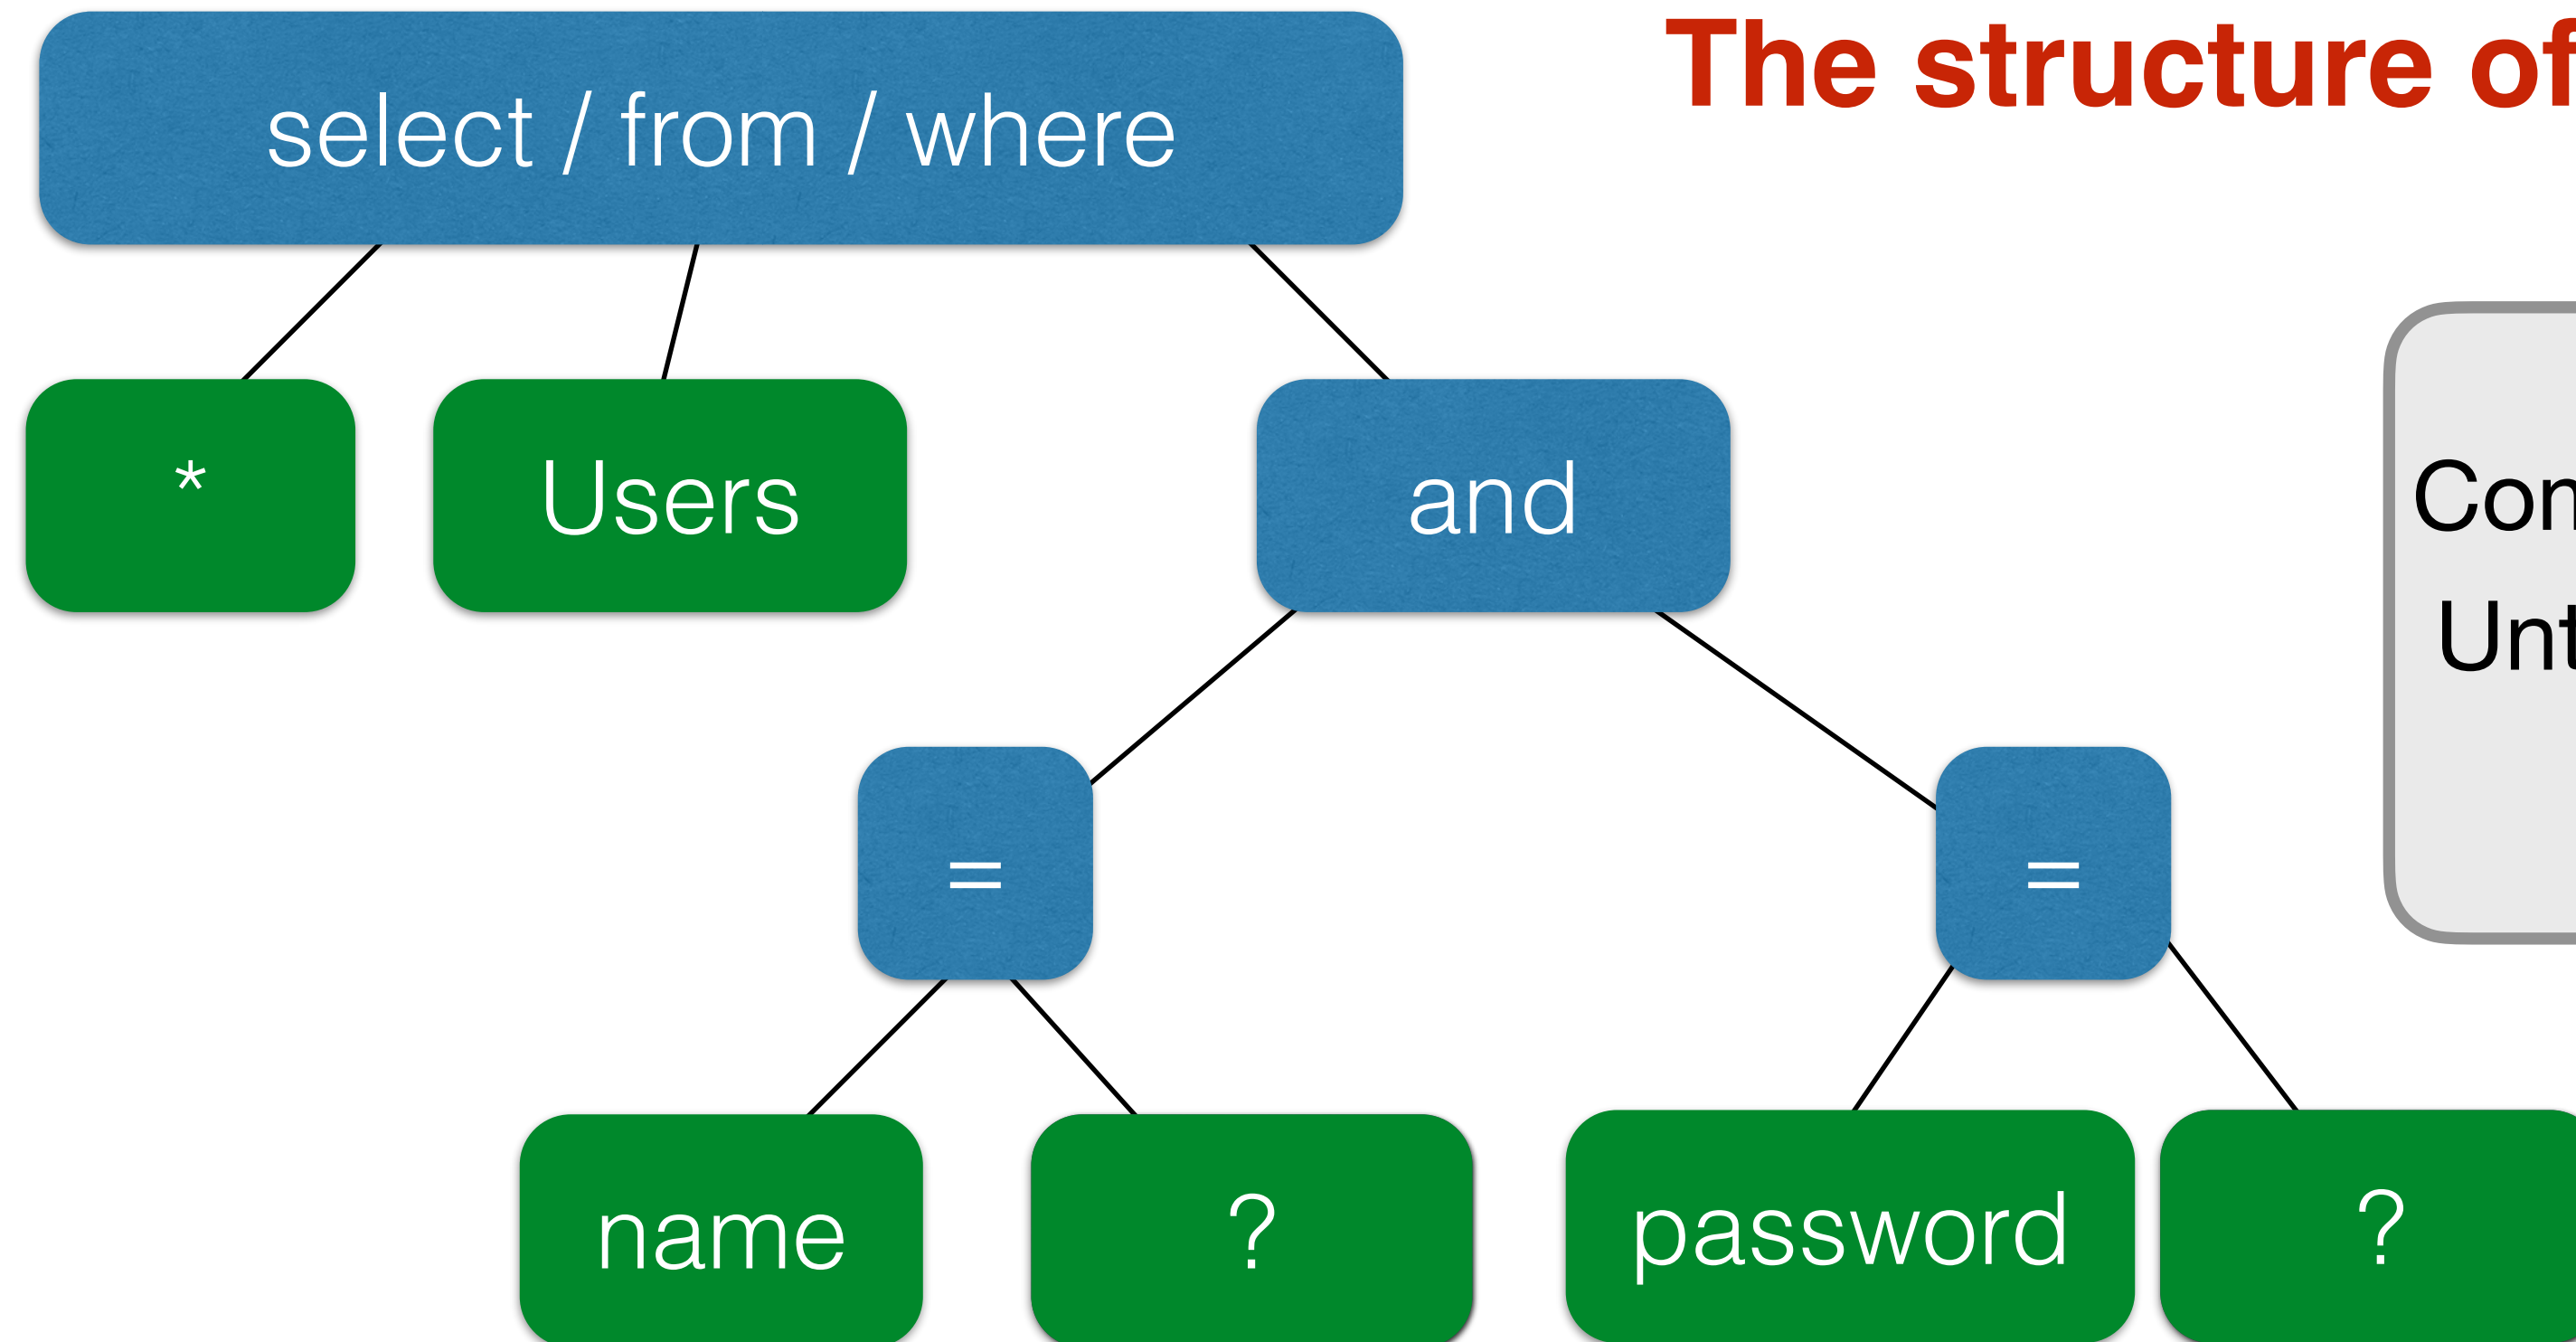 The structure of
select / from / where
*
Users
and
=
=
name
?
password
?